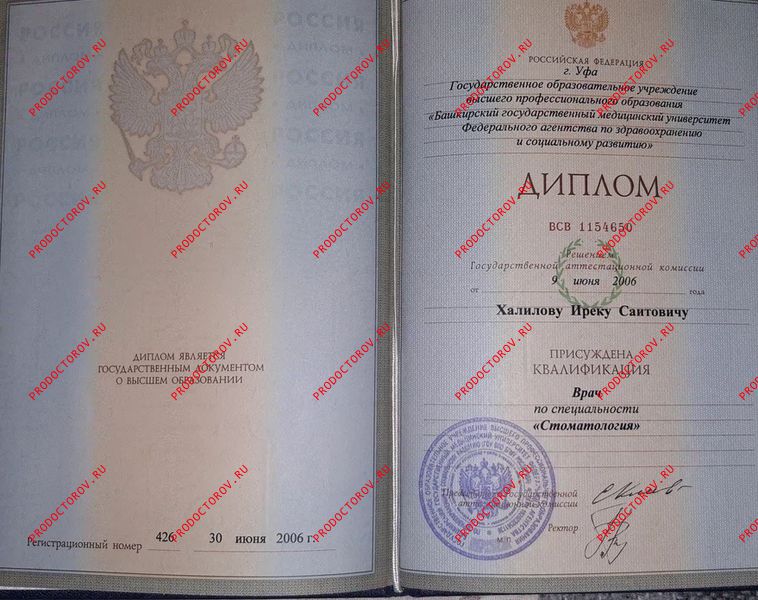 ДИПЛОМ ЯВЛЯЕТСЯ
ГОСУДАРСТВЕННЫМ ДОКУМЕНТОМ
О ВЫСШЕМ ОБРАЗОВАНИИ
Регистрационный номер 426 30 июня 2006 г.
РОССИЙСКАЯ ФЕДЕРАЦИЯ
г. Уфа
Государственное образовательное учреждение
высшего профессионального образования
«Башкирский государственный медицинский университет
Федерального агентства по здравоохранению
и социальному развитию»
ДИПЛОМ
ВСВ 1154650
Решением
Государственной аттестационной комиссии
от 9 июня 2006 года
Халилову Иреку Саитовичу
ПРИСУЖДЕНА
КВАЛИФИКАЦИЯ
Врач
по специальности
«Стоматология»
Председатель Государственной
аттестационной комиссии
Ректор
М.П.
PRODOCTOROV.RU